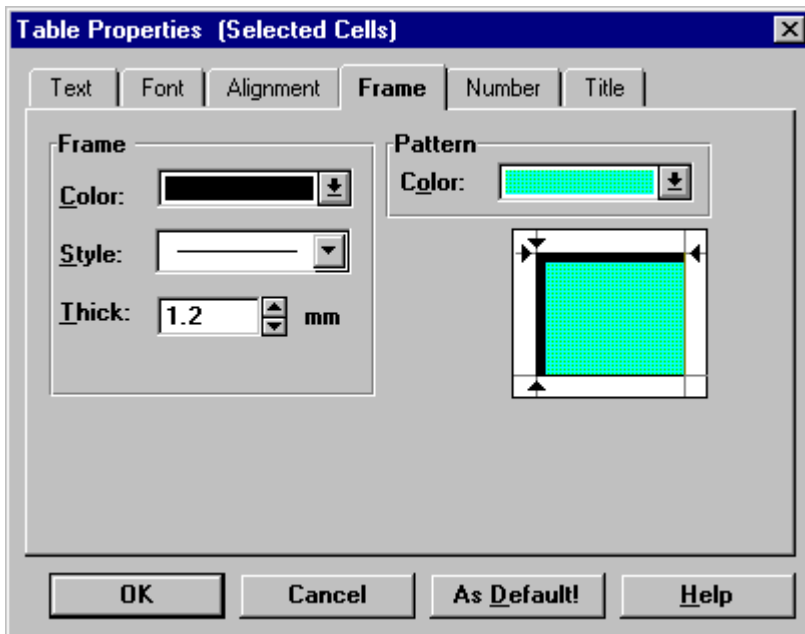 Table Properties (Selected Cells)
Text Font Alignment Frame Number Title
Frame
Color:
Style:
Thick: 1.2 mm
Pattern
Color:
OK Cancel As Default! Help